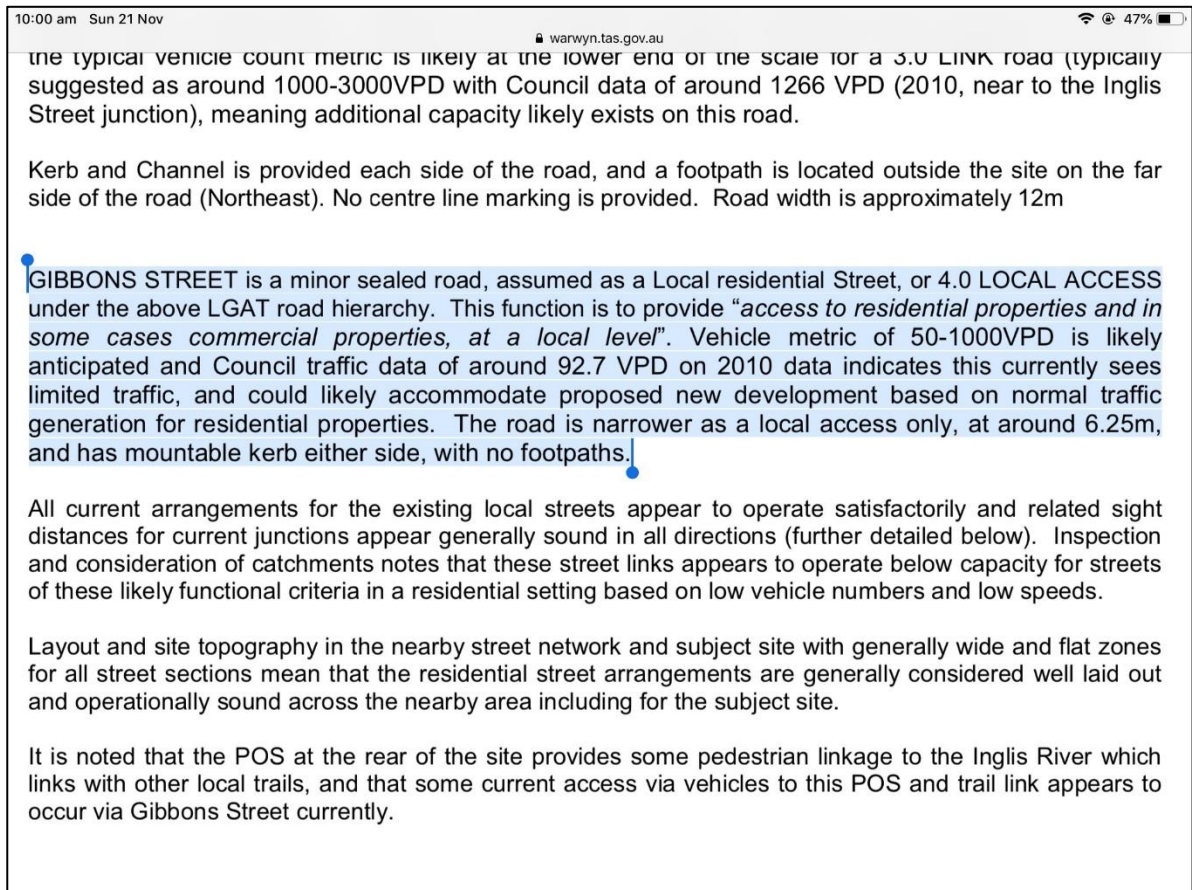 10:00 am Sun 21 Nov
47%
warwyn.tas.gov.au
the typical vehicle count metric is likely at the lower end of the scale for a 3.0 LINK road (typically
suggested as around 1000-3000VPD with Council data of around 1266 VPD (2010, near to the Inglis
Street junction), meaning additional capacity likely exists on this road.
Kerb and Channel is provided each side of the road, and a footpath is located outside the site on the far
side of the road (Northeast). No centre line marking is provided. Road width is approximately 12m
GIBBONS STREET is a minor sealed road, assumed as a Local residential Street, or 4.0 LOCAL ACCESS
under the above LGAT road hierarchy. This function is to provide “access to residential properties and in
some cases commercial properties, at a local level”. Vehicle metric of 50-1000VPD is likely
anticipated and Council traffic data of around 92.7 VPD on 2010 data indicates this currently sees
limited traffic, and could likely accommodate proposed new development based on normal traffic
generation for residential properties. The road is narrower as a local access only, at around 6.25m,
and has mountable kerb either side, with no footpaths.
All current arrangements for the existing local streets appear to operate satisfactorily and related sight
distances for current junctions appear generally sound in all directions (further detailed below). Inspection
and consideration of catchments notes that these street links appears to operate below capacity for streets
of these likely functional criteria in a residential setting based on low vehicle numbers and low speeds.
Layout and site topography in the nearby street network and subject site with generally wide and flat zones
for all street sections mean that the residential street arrangements are generally considered well laid out
and operationally sound across the nearby area including for the subject site.
It is noted that the POS at the rear of the site provides some pedestrian linkage to the Inglis River which
links with other local trails, and that some current access via vehicles to this POS and trail link appears to
occur via Gibbons Street currently.